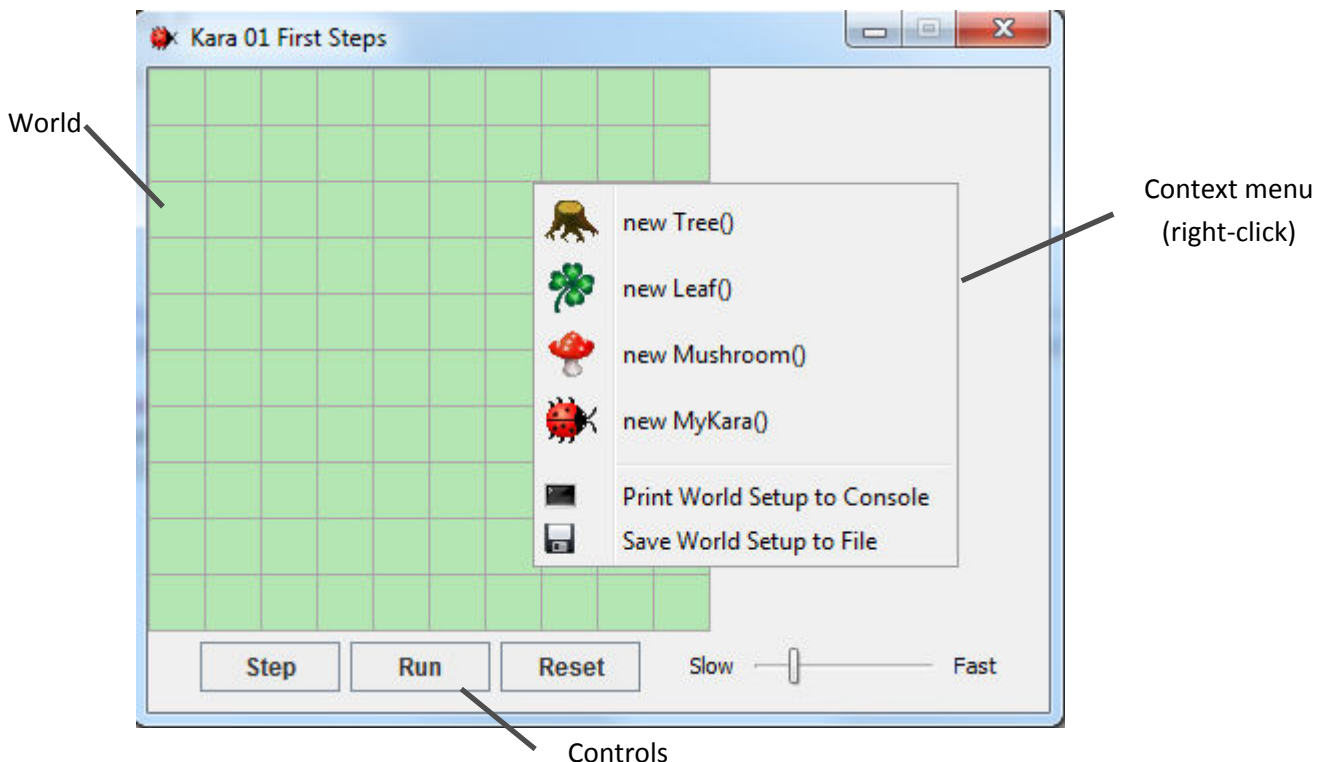 Kara 01 First Steps
World
new Tree()
Context menu
(right-click)
new Leaf()
new Mushroom()
new MyKara()
Print World Setup to Console
Save World Setup to File
Step Run Reset Slow Fast
Controls